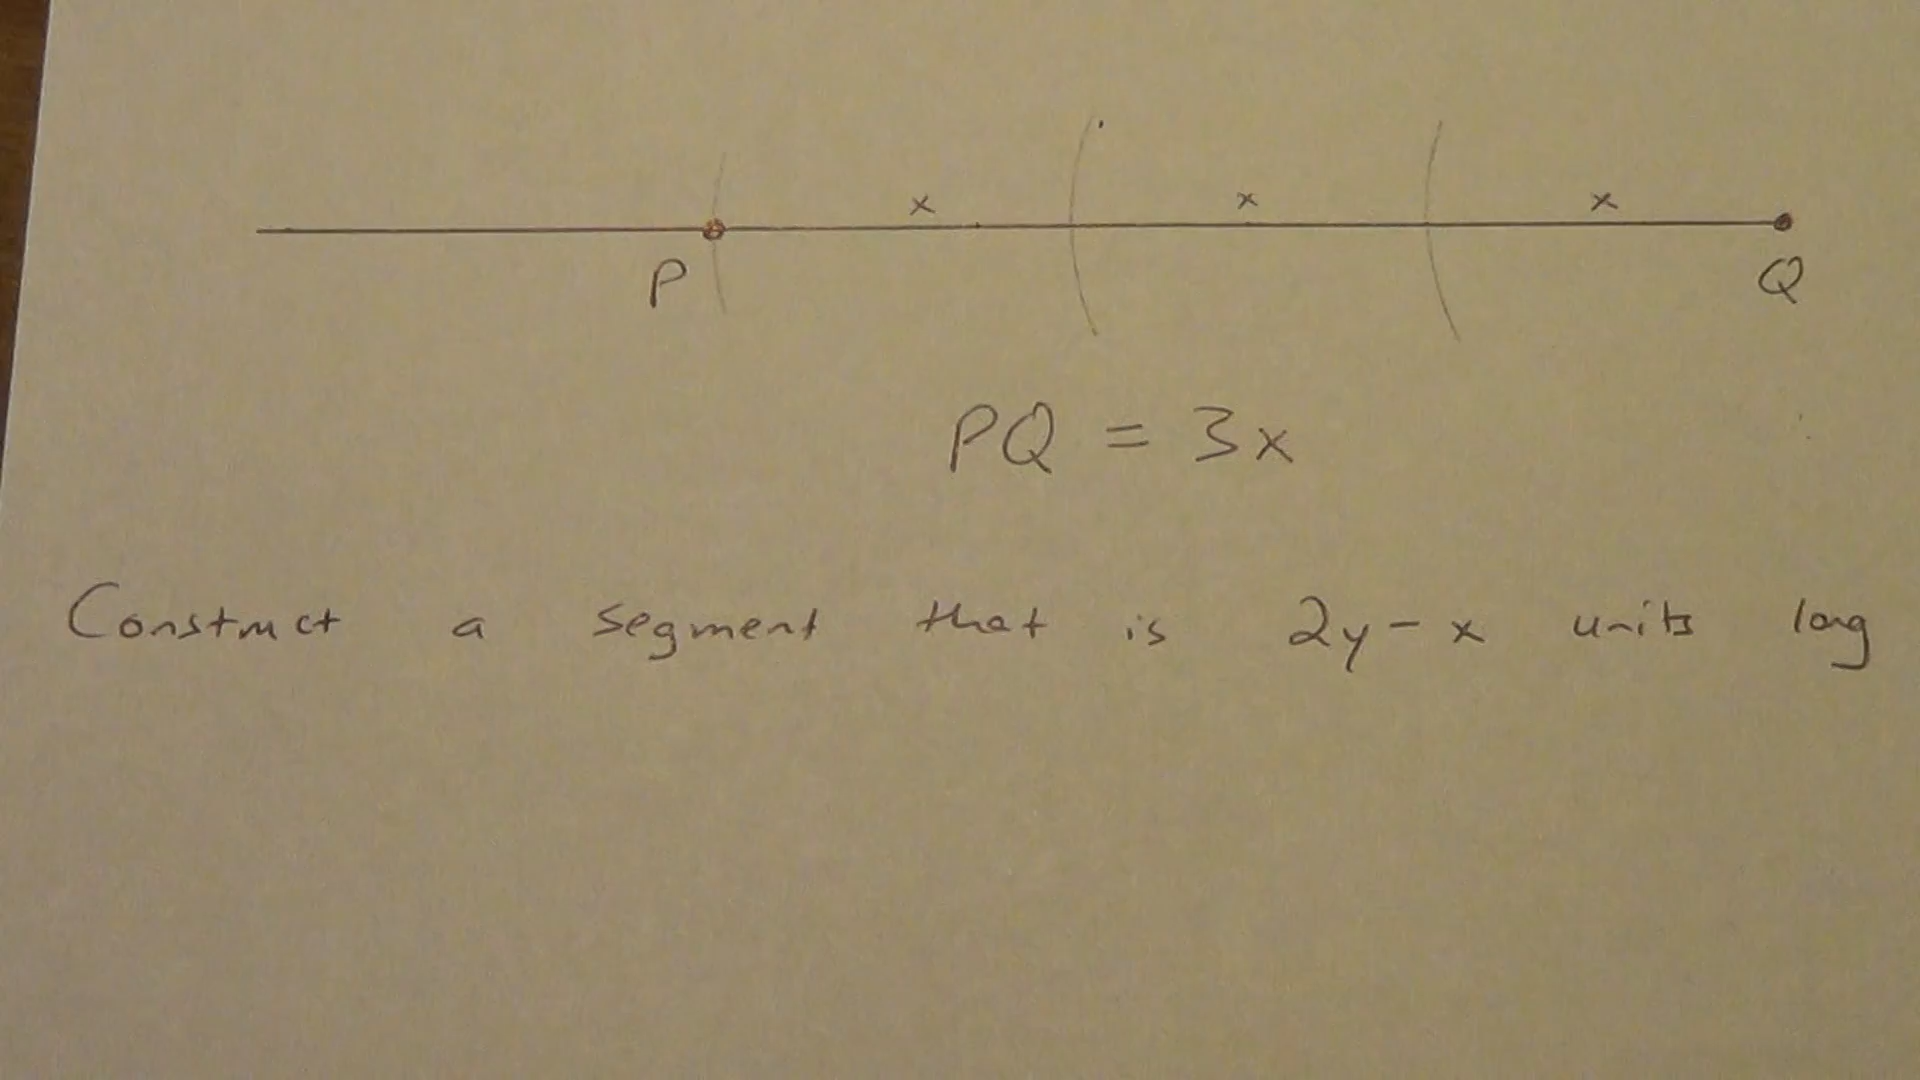 x x x
P Q
PQ = 3x
Construct a segment that is 2y - x units long